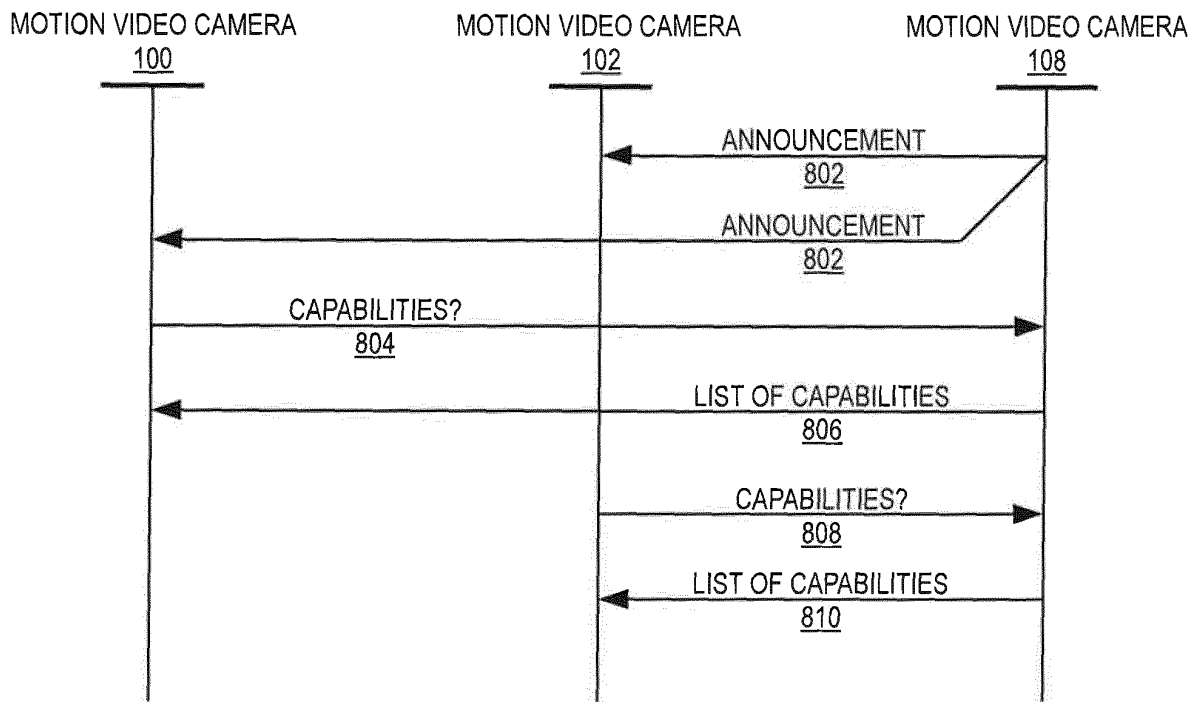 MOTION VIDEO CAMERA
100
MOTION VIDEO CAMERA
102
MOTION VIDEO CAMERA
108
ANNOUNCEMENT
802
ANNOUNCEMENT
802
CAPABILITIES?
804
LIST OF CAPABILITIES
806
CAPABILITIES?
808
LIST OF CAPABILITIES
810